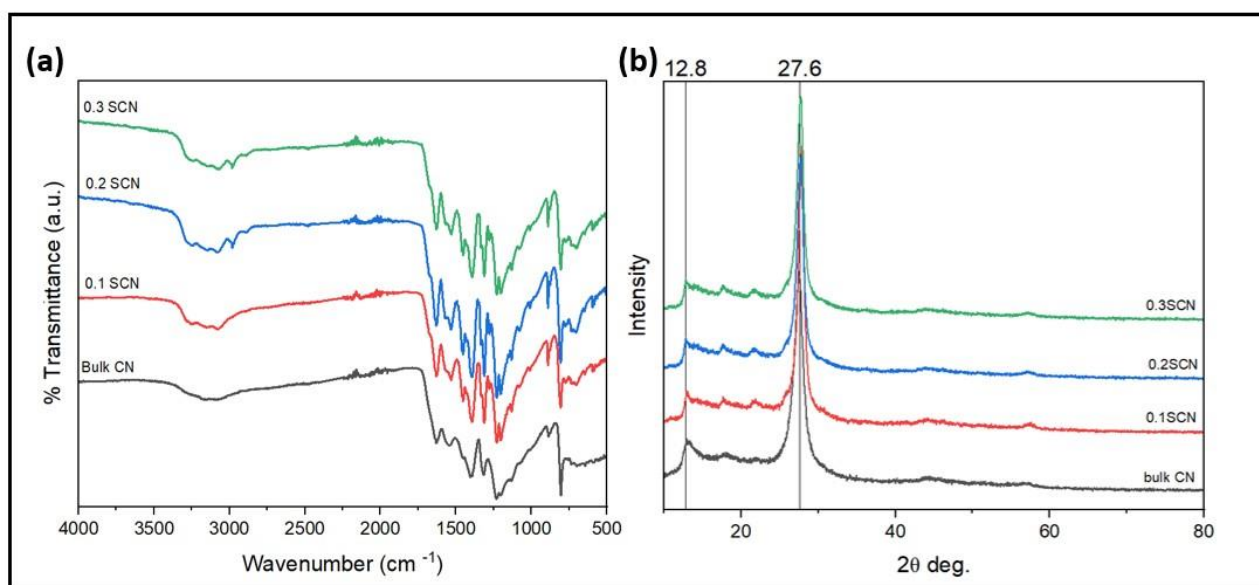 (a)
0.3 SCN
0.2 SCN
0.1 SCN
Bulk CN
% Transmittance (a.u.)
4000 3500 3000 2500 2000 1500 1000 500
Wavenumber (cm -1)
(b)
12.8 27.6
Intensity
0.3SCN
0.2SCN
0.1SCN
bulk CN
20 40 60 80
2θ deg.